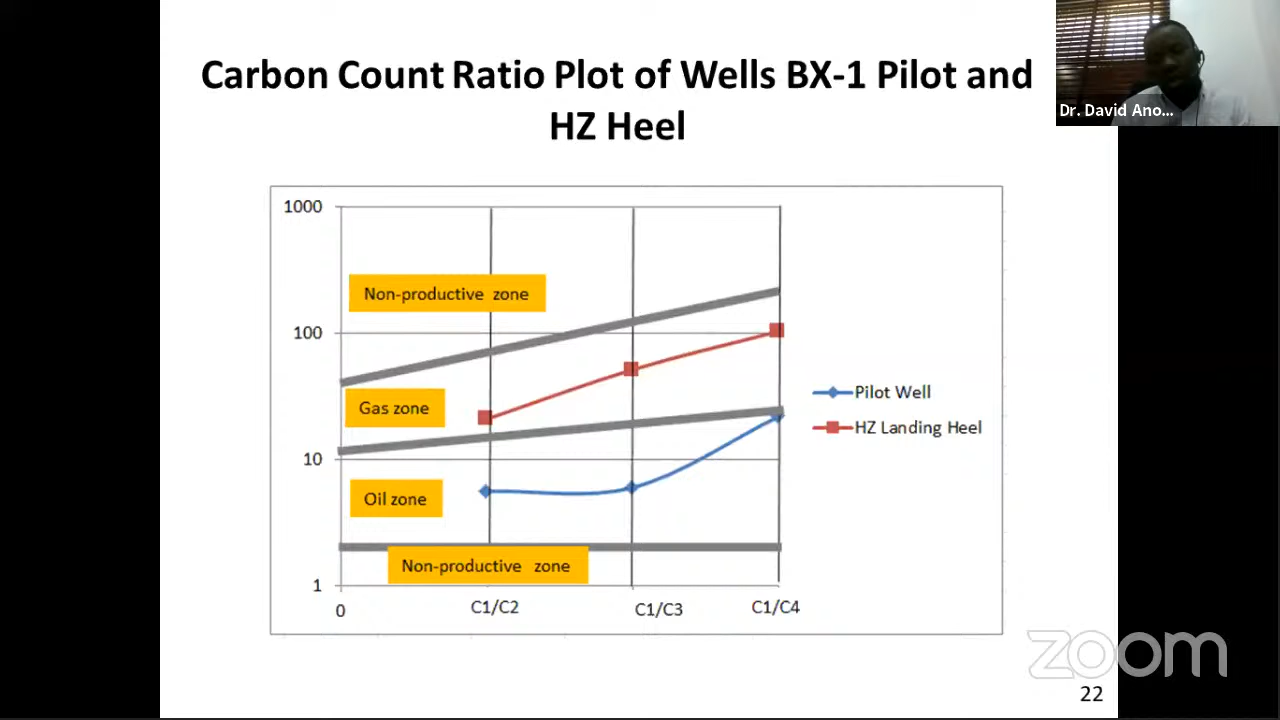 Carbon Count Ratio Plot of Wells BX-1 Pilot and
HZ Heel
Dr. David Ano...
1000
Non-productive zone
100
Gas zone
Pilot Well
HZ Landing Heel
10
Oil zone
Non-productive zone
1
0
C1/C2
C1/C3
C1/C4
zoom
22